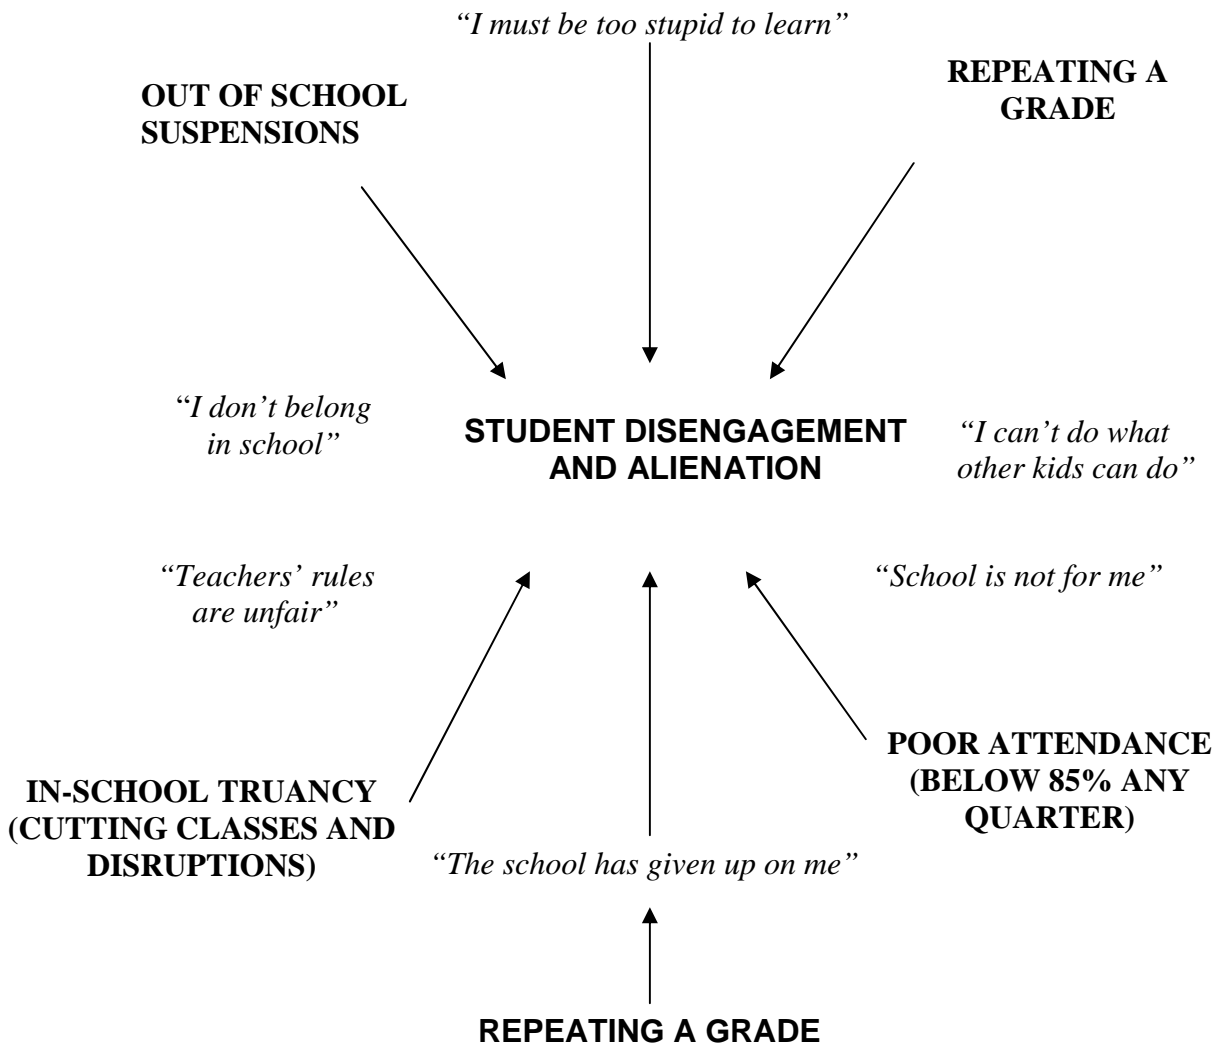 “I must be too stupid to learn”
REPEATING A
GRADE
OUT OF SCHOOL
SUSPENSIONS
“I don’t belong
in school”
STUDENT DISENGAGEMENT
AND ALIENATION
“I can’t do what
other kids can do”
“Teachers’ rules
are unfair”
“School is not for me”
POOR ATTENDANCE
(BELOW 85% ANY
QUARTER)
IN-SCHOOL TRUANCY
(CUTTING CLASSES AND
DISRUPTIONS)
“The school has given up on me”
REPEATING A GRADE